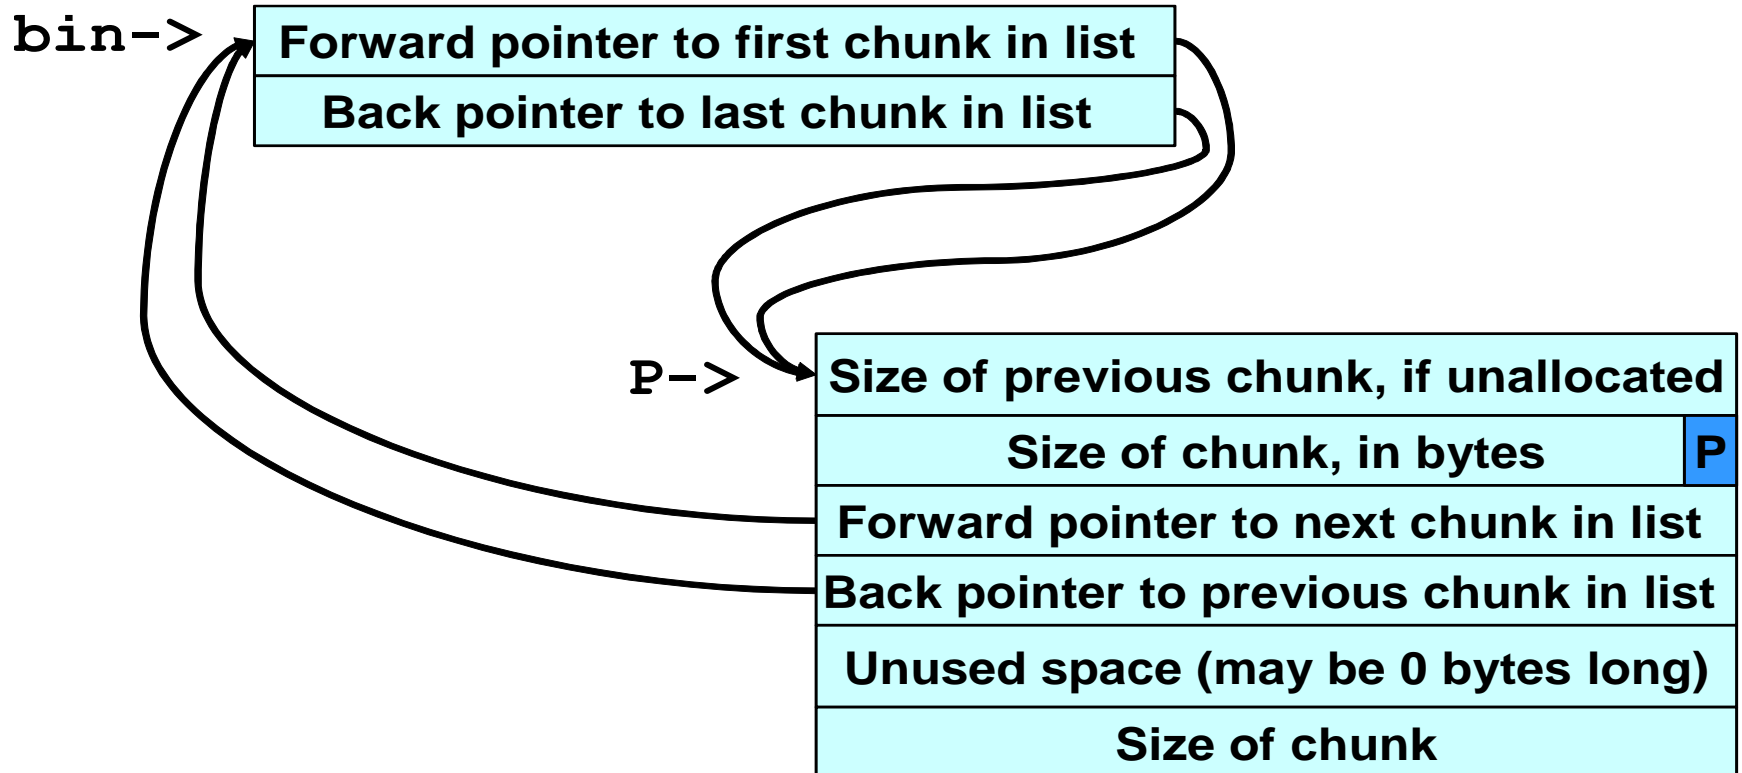 bin->
Forward pointer to first chunk in list
Back pointer to last chunk in list
P->
Size of previous chunk, if unallocated
Size of chunk, in bytes P
Forward pointer to next chunk in list
Back pointer to previous chunk in list
Unused space (may be 0 bytes long)
Size of chunk